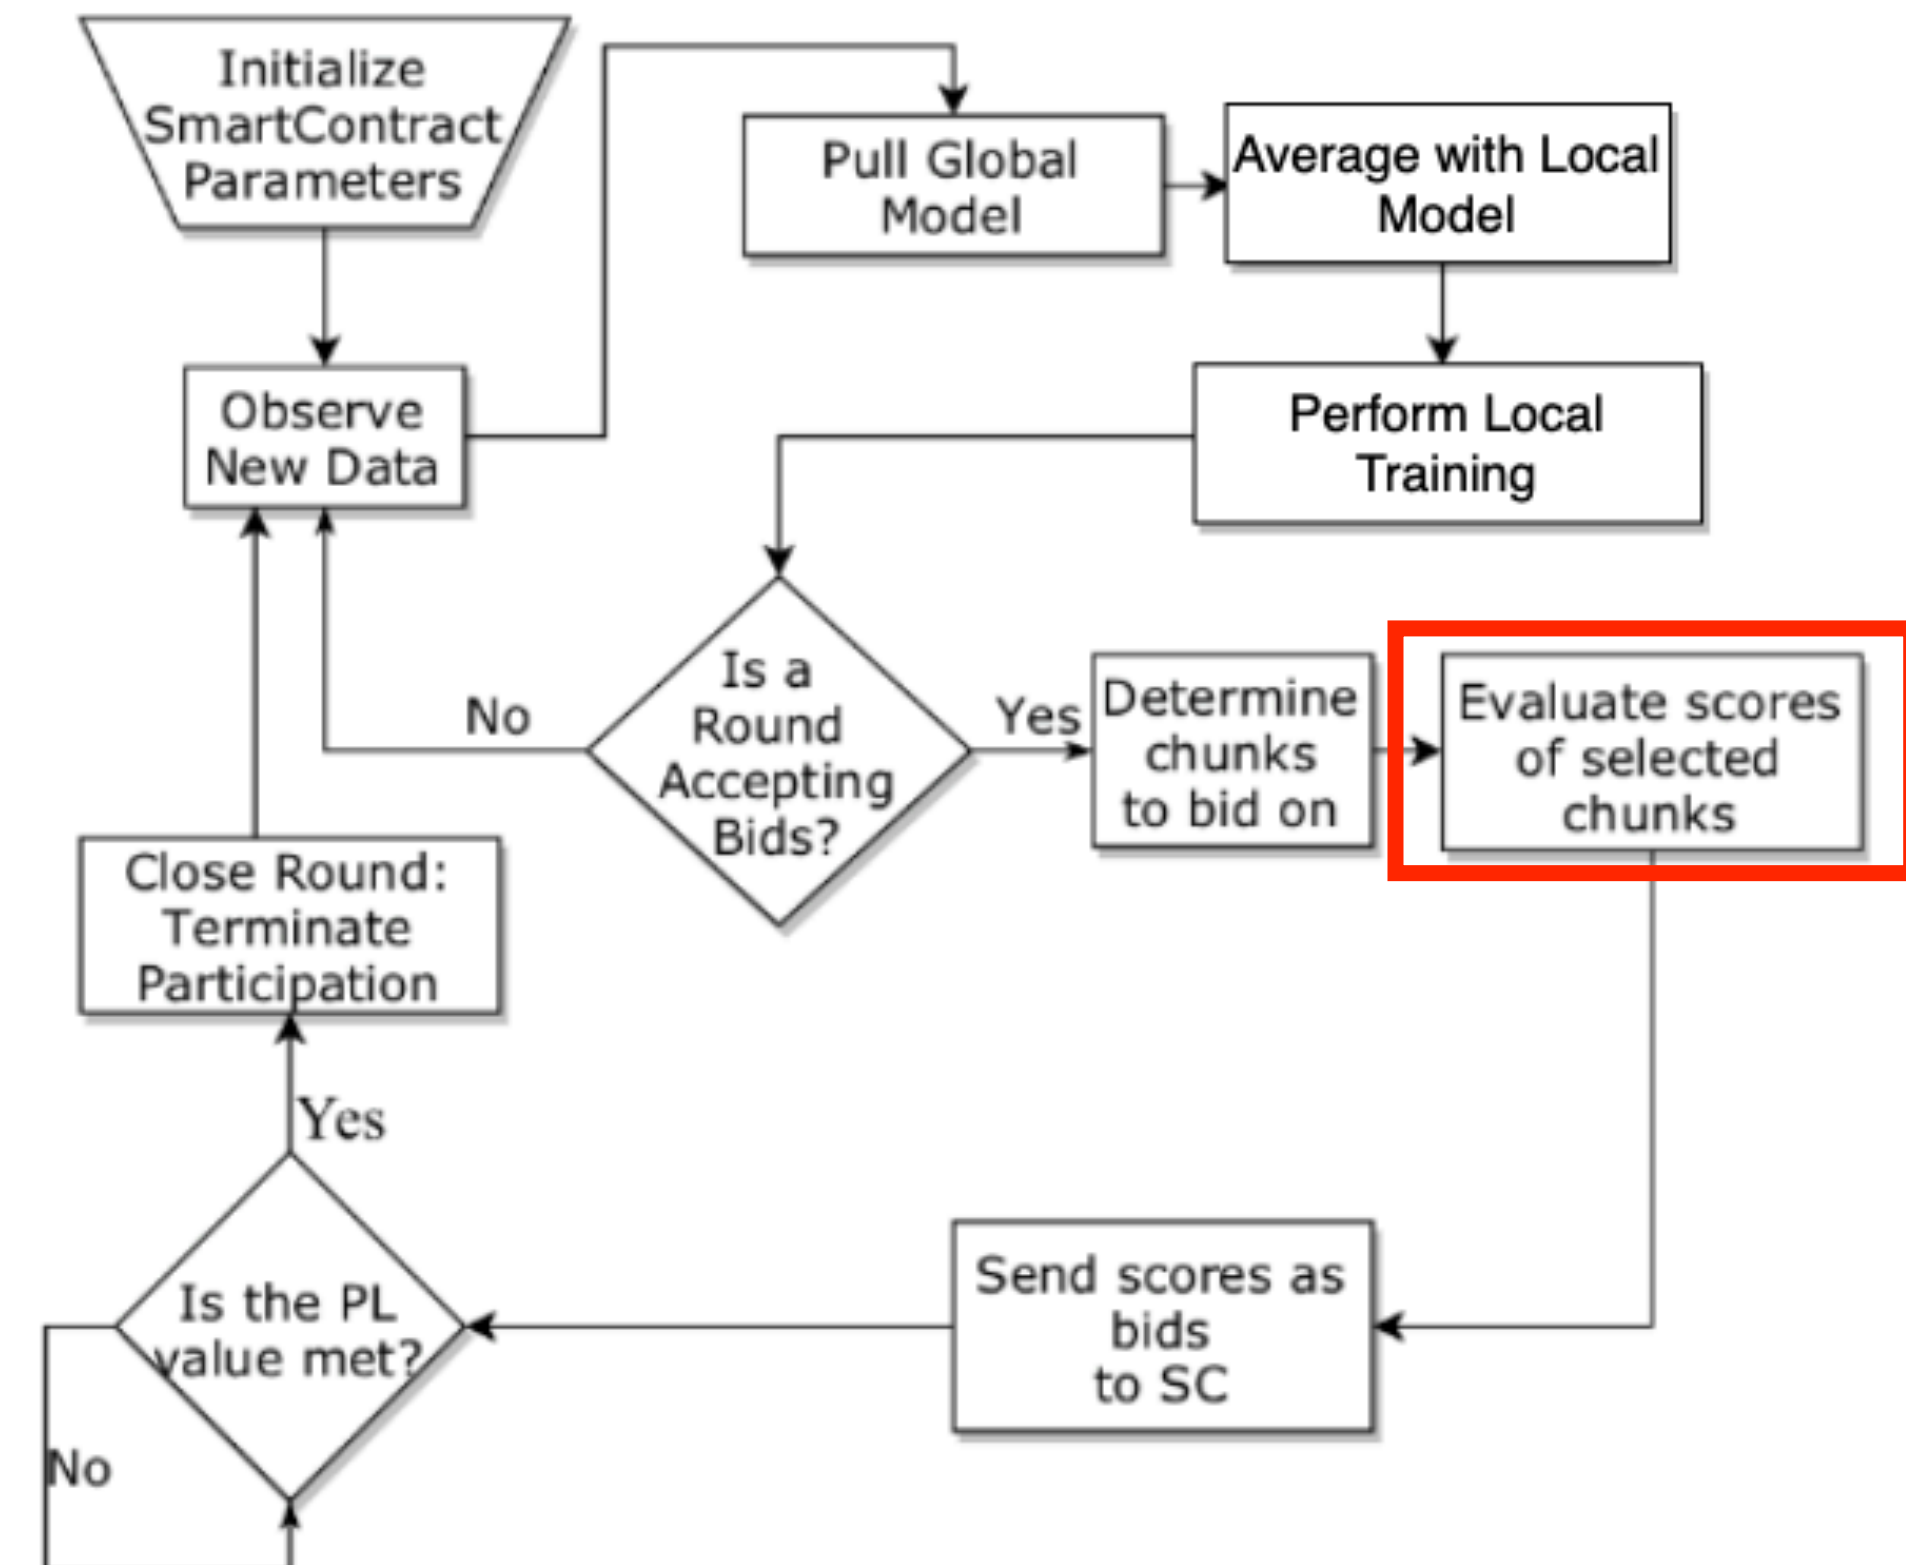 Initialize
SmartContract
Parameters
Pull Global
Model
Average with Local
Model
Observe
New Data
Perform Local
Training
Is a
Round
Accepting
Bids?
No
Yes
Determine
chunks
to bid on
Evaluate scores
of selected
chunks
Close Round:
Terminate
Participation
Yes
Is the PL
value met?
No
Send scores as
bids
to SC